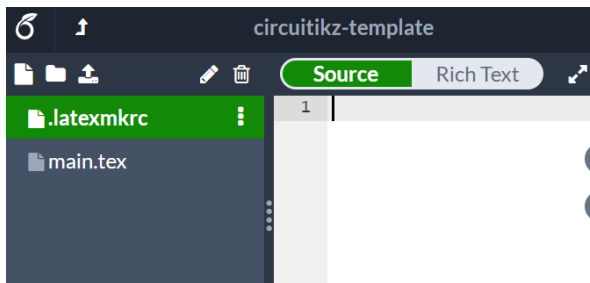 circuitikz-template
Source Rich Text
.latexmkrc
1
main.tex